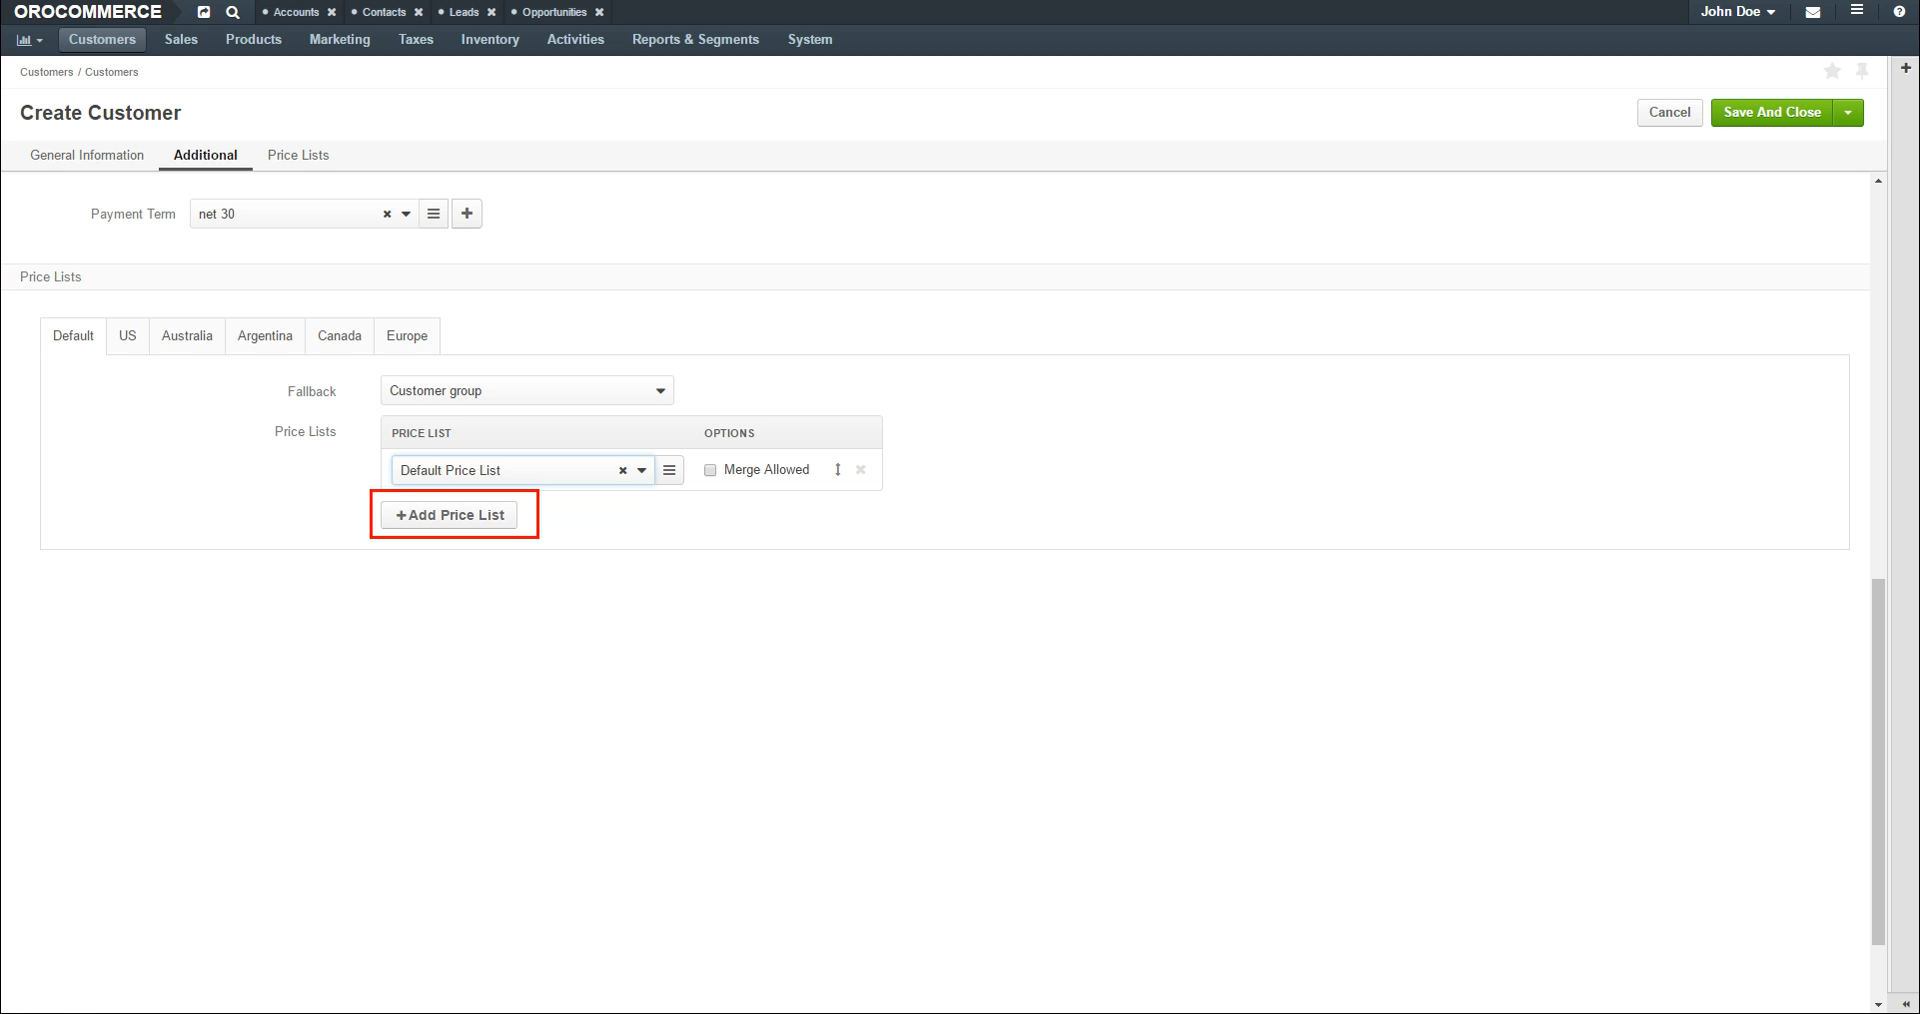 OROCOMMERCE Accounts Contacts Leads Opportunities John Doe
Customers Sales Products Marketing Taxes Inventory Activities Reports & Segments System
Customers / Customers
Create Customer Cancel Save And Close
General Information Additional Price Lists
Payment Term net 30
Price Lists
Default US Australia Argentina Canada Europe
Fallback Customer group
Price Lists PRICE LIST OPTIONS
Default Price List Merge Allowed
+Add Price List